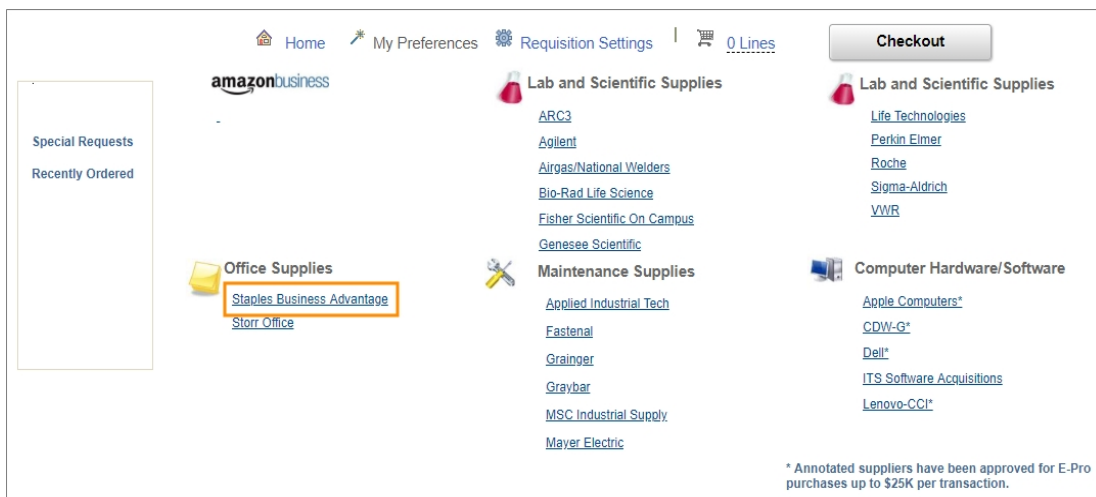 Home My Preferences Requisition Settings | 0 Lines Checkout
Special Requests
Recently Ordered
amazonbusiness
-
Lab and Scientific Supplies
ARC3
Agilent
Airgas/National Welders
Bio-Rad Life Science
Fisher Scientific On Campus
Genesee Scientific
Lab and Scientific Supplies
Life Technologies
Perkin Elmer
Roche
Sigma-Aldrich
VWR
Office Supplies
Staples Business Advantage
Storr Office
Maintenance Supplies
Applied Industrial Tech
Fastenal
Grainger
Graybar
MSC Industrial Supply
Mayer Electric
Computer Hardware/Software
Apple Computers*
CDW-G*
Dell*
ITS Software Acquisitions
Lenovo-CCI*
* Annotated suppliers have been approved for E-Pro
purchases up to $25K per transaction.